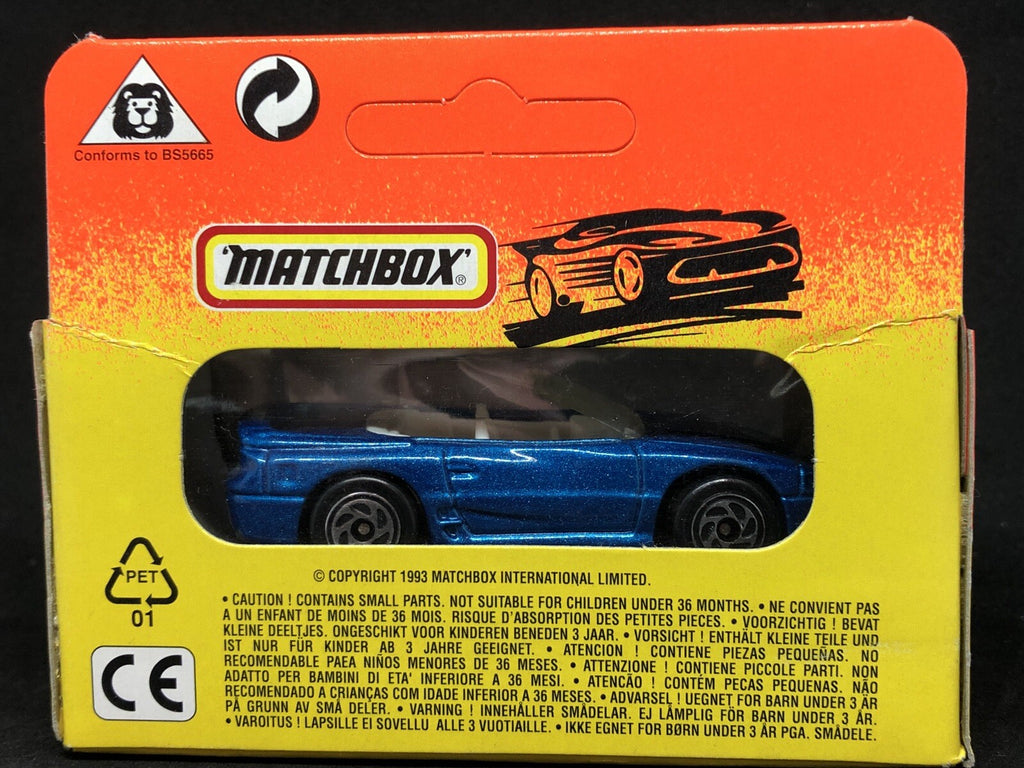 Conforms to BS5665
'MATCHBOX'®
PET
01
CE
© COPYRIGHT 1993 MATCHBOX INTERNATIONAL LIMITED.
• CAUTION ! CONTAINS SMALL PARTS. NOT SUITABLE FOR CHILDREN UNDER 36 MONTHS. • NE CONVIENT PAS
A UN ENFANT DE MOINS DE 36 MOIS. RISQUE D'ABSORPTION DES PETITES PIECES. • VOORZICHTIG ! BEVAT
KLEINE DEELTJES. ONGESCHIKT VOOR KINDEREN BENEDEN 3 JAAR. • VORSICHT ! ENTHÄLT KLEINE TEILE UND
IST NUR FÜR KINDER AB 3 JAHRE GEEIGNET. • ATENCION ! CONTIENE PIEZAS PEQUEÑAS. NO
RECOMENDABLE PAEA NIÑOS MENORES DE 36 MESES. • ATTENZIONE ! CONTIENE PICCOLE PARTI. NON
ADATTO PER BAMBINI DI ETA' INFERIORE A 36 MESI. • ATENCÃO ! CONTÉM PECAS PEQUENAS. NÃO
RECOMENDADO A CRIANÇAS COM IDADE INFERIOR A 36 MESES. • ADVARSEL ! UEGNET FOR BARN UNDER 3 ÅR
PÅ GRUNN AV SMÅ DELER. • VARNING ! INNEHÅLLER SMÅDELAR. EJ LÄMPLIG FÖR BARN UNDER 3 ÅR.
• VAROITUS ! LAPSILLE EI SOVELLU ALLE 3 VUOTIAILLE. • IKKE EGNET FOR BØRN UNDER 3 ÅR PGA. SMÅDELE.